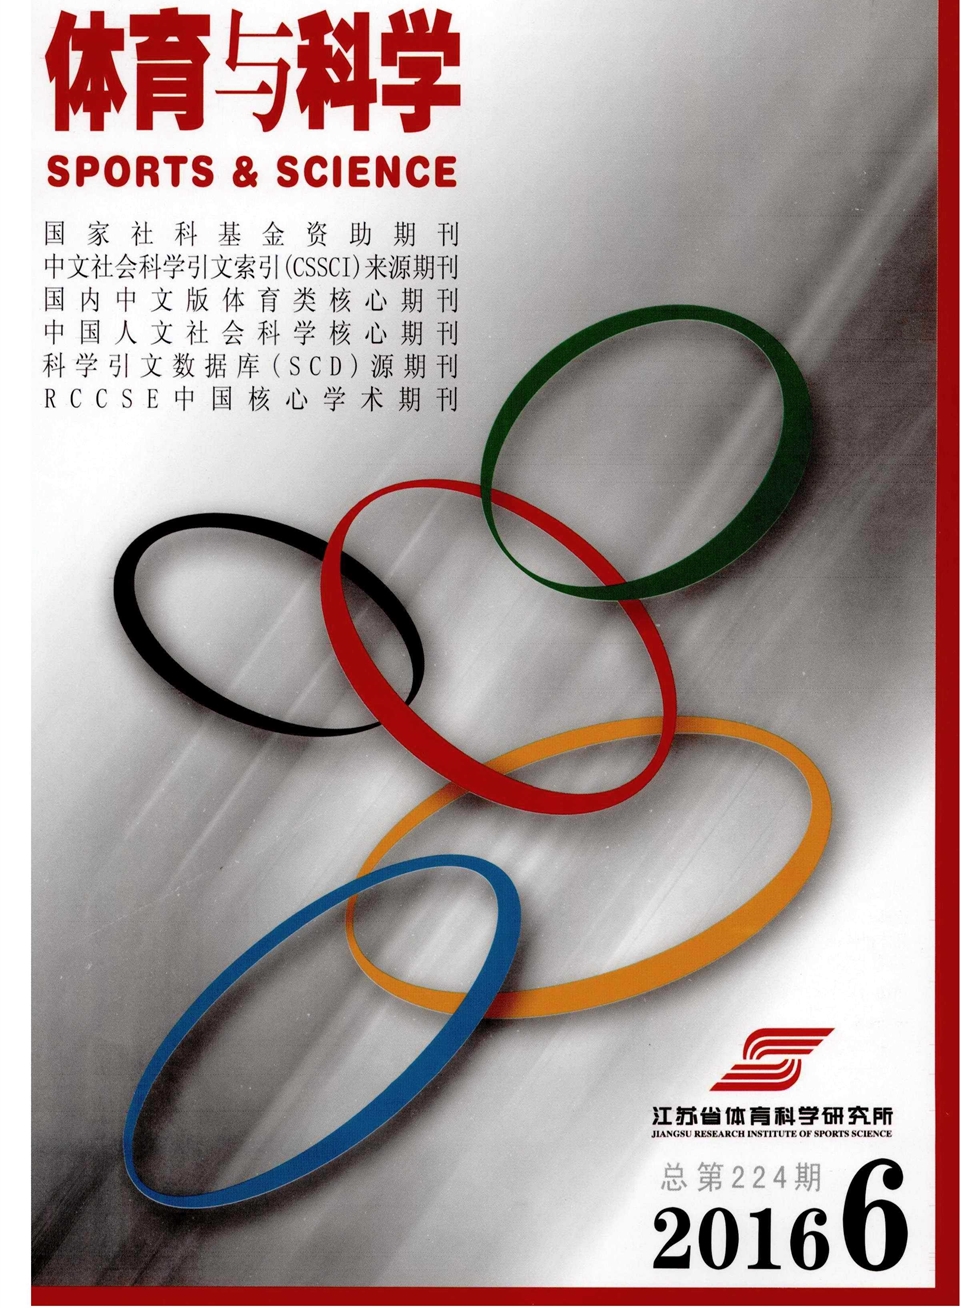 体育与科学
SPORTS & SCIENCE
国家社科基金资助期刊
中文社会科学引文索引(CSSCI)来源期刊
国内中文版体育类核心期刊
中国人文社会科学核心期刊
科学引文数据库(SCD)源期刊
RCCSE中国核心学术期刊
江苏省体育科学研究所
JIANGSU RESEARCH INSTITUTE OF SPORTS SCIENCE
总第224期
2016 6